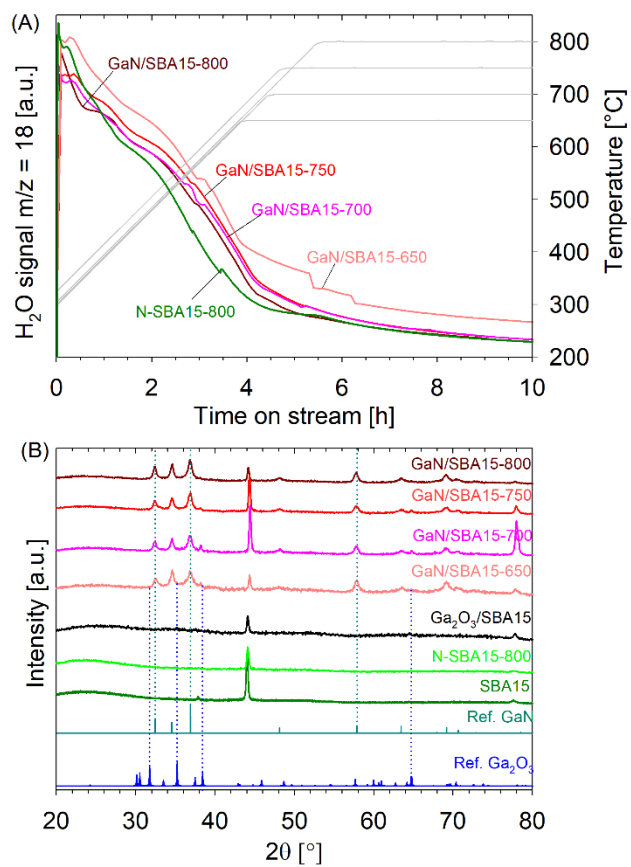 (A)
H₂O signal m/z = 18 [a.u.]
GaN/SBA15-800
GaN/SBA15-750
GaN/SBA15-700
GaN/SBA15-650
N-SBA15-800
800
700
600
500
400
300
200
Temperature [°C]
0 2 4 6 8 10
Time on stream [h]
(B)
Intensity [a.u.]
GaN/SBA15-800
GaN/SBA15-750
GaN/SBA15-700
GaN/SBA15-650
Ga₂O₃/SBA15
N-SBA15-800
SBA15
Ref. GaN
Ref. Ga₂O₃
20 30 40 50 60 70 80
2θ [°]